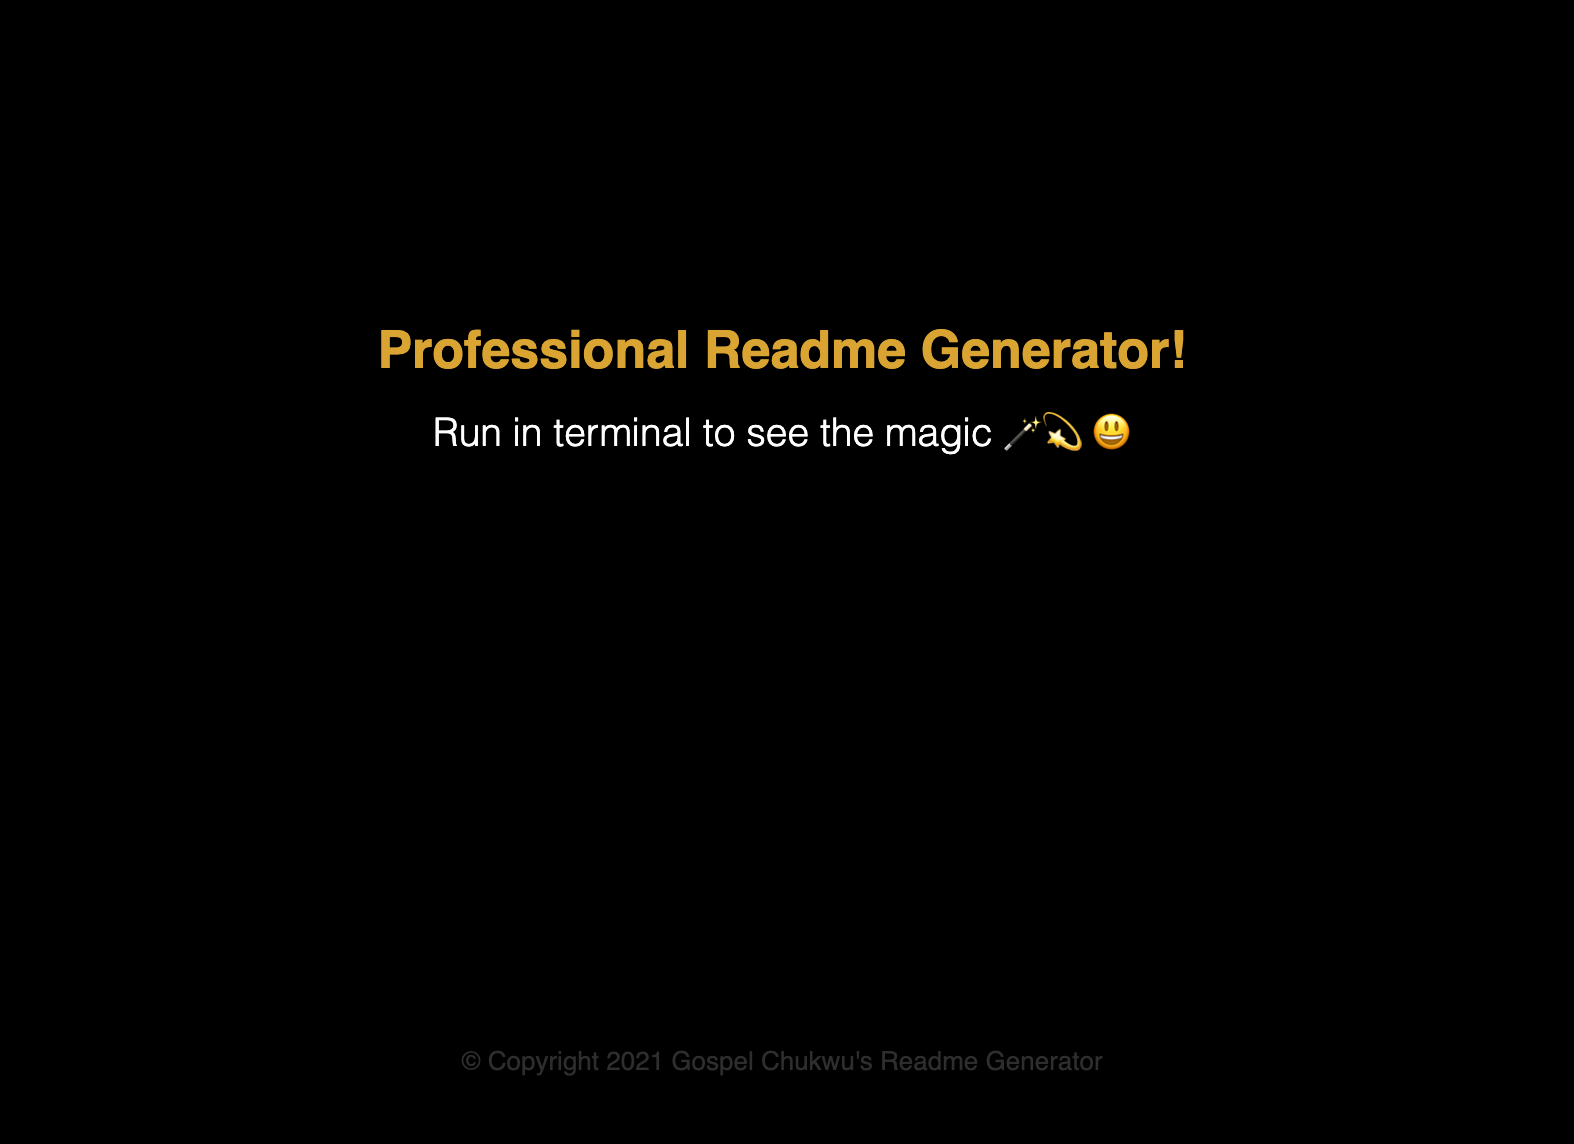 Professional Readme Generator!
Run in terminal to see the magic 🪄💫 😃
© Copyright 2021 Gospel Chukwu's Readme Generator